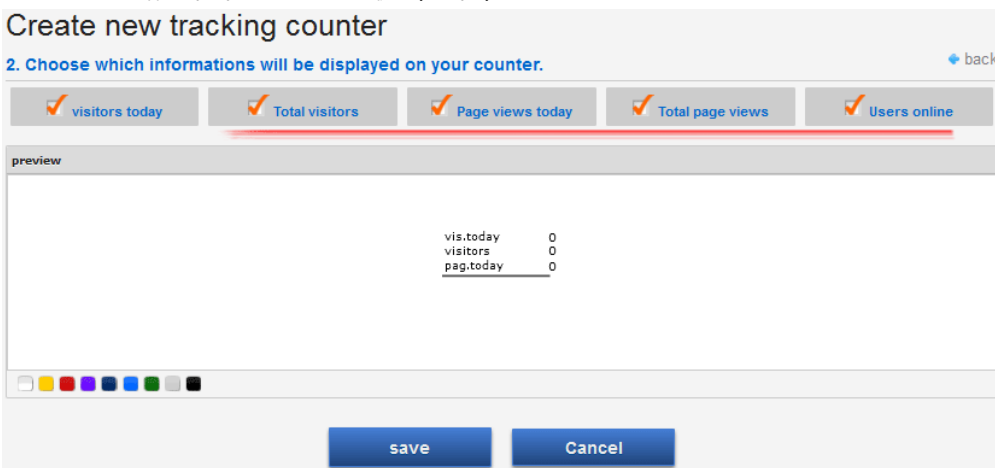 Create new tracking counter
2. Choose which informations will be displayed on your counter.
back
visitors today
Total visitors
Page views today
Total page views
Users online
preview
vis.today 0
visitors 0
pag.today 0
save
Cancel